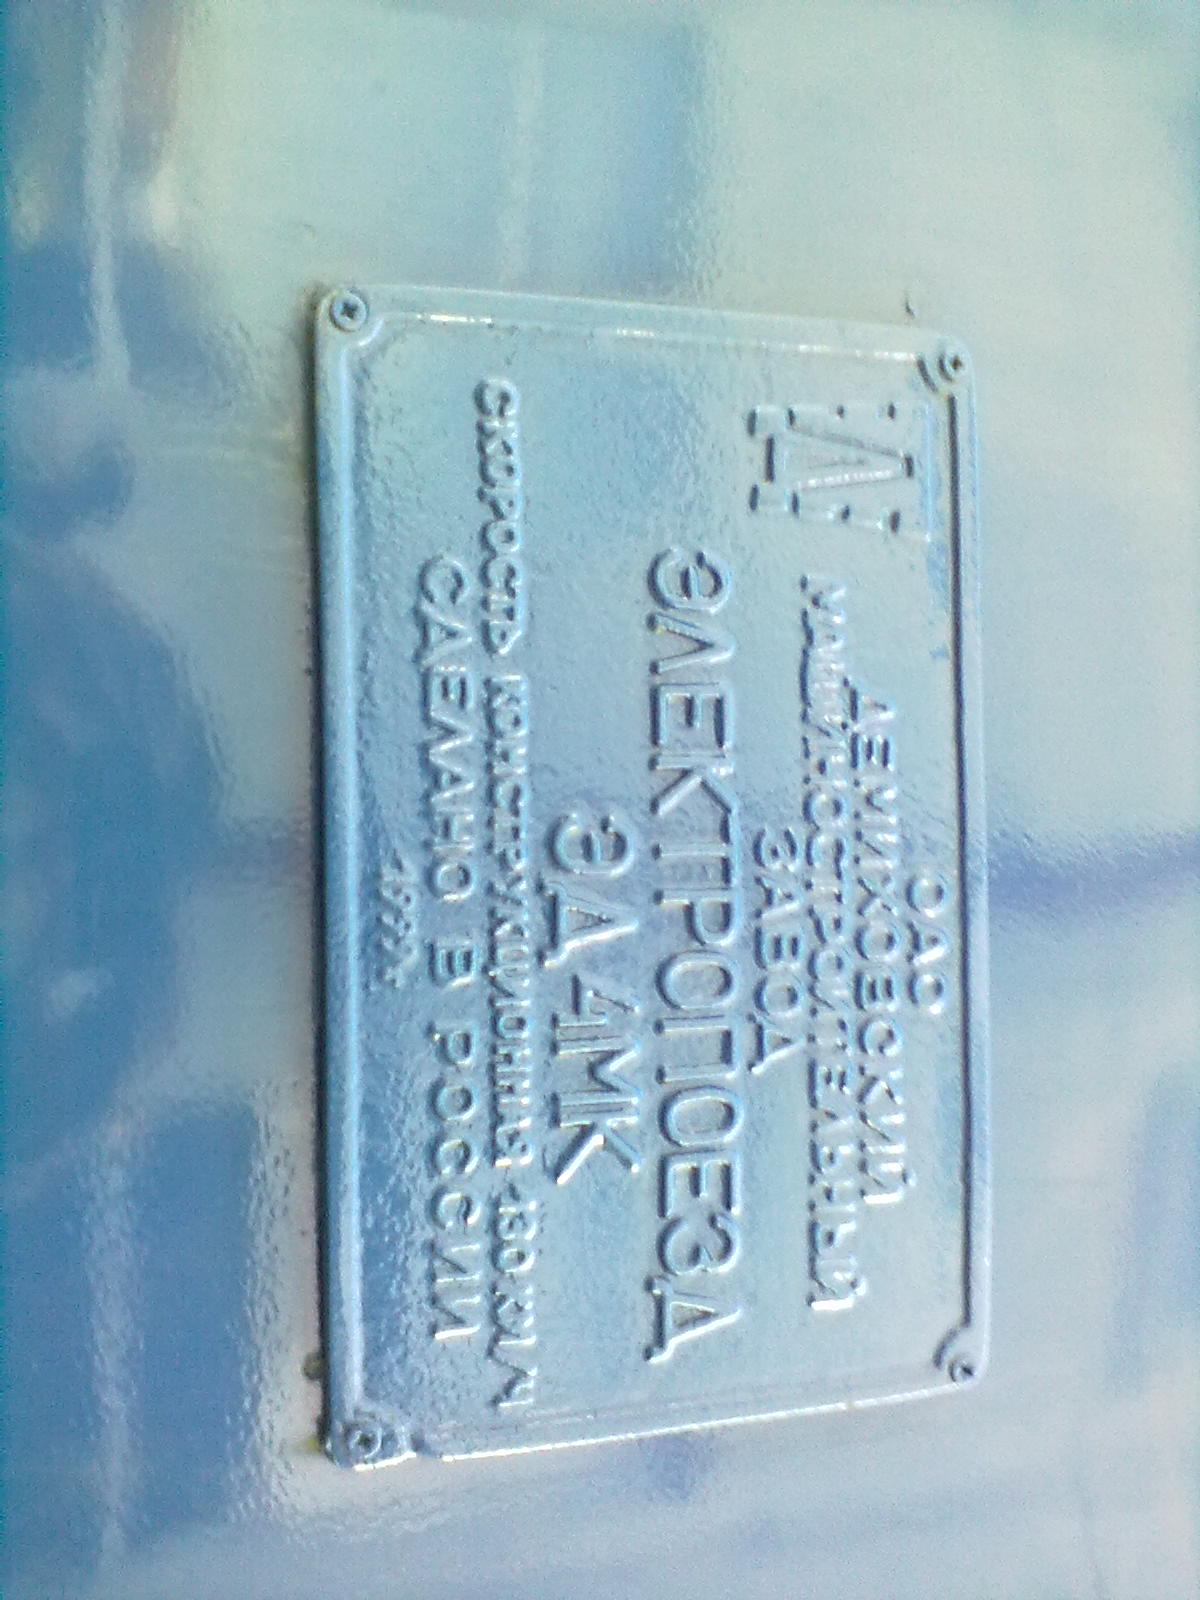 ОАО
ДЕМИХОВСКИЙ
МАШИНОСТРОИТЕЛЬНЫЙ
ЗАВОД
ЭЛЕКТРОПОЕЗД
ЭД4МК
СКОРОСТЬ КОНСТРУКЦИОННАЯ 130 КМ/Ч
СДЕЛАНО В РОССИИ